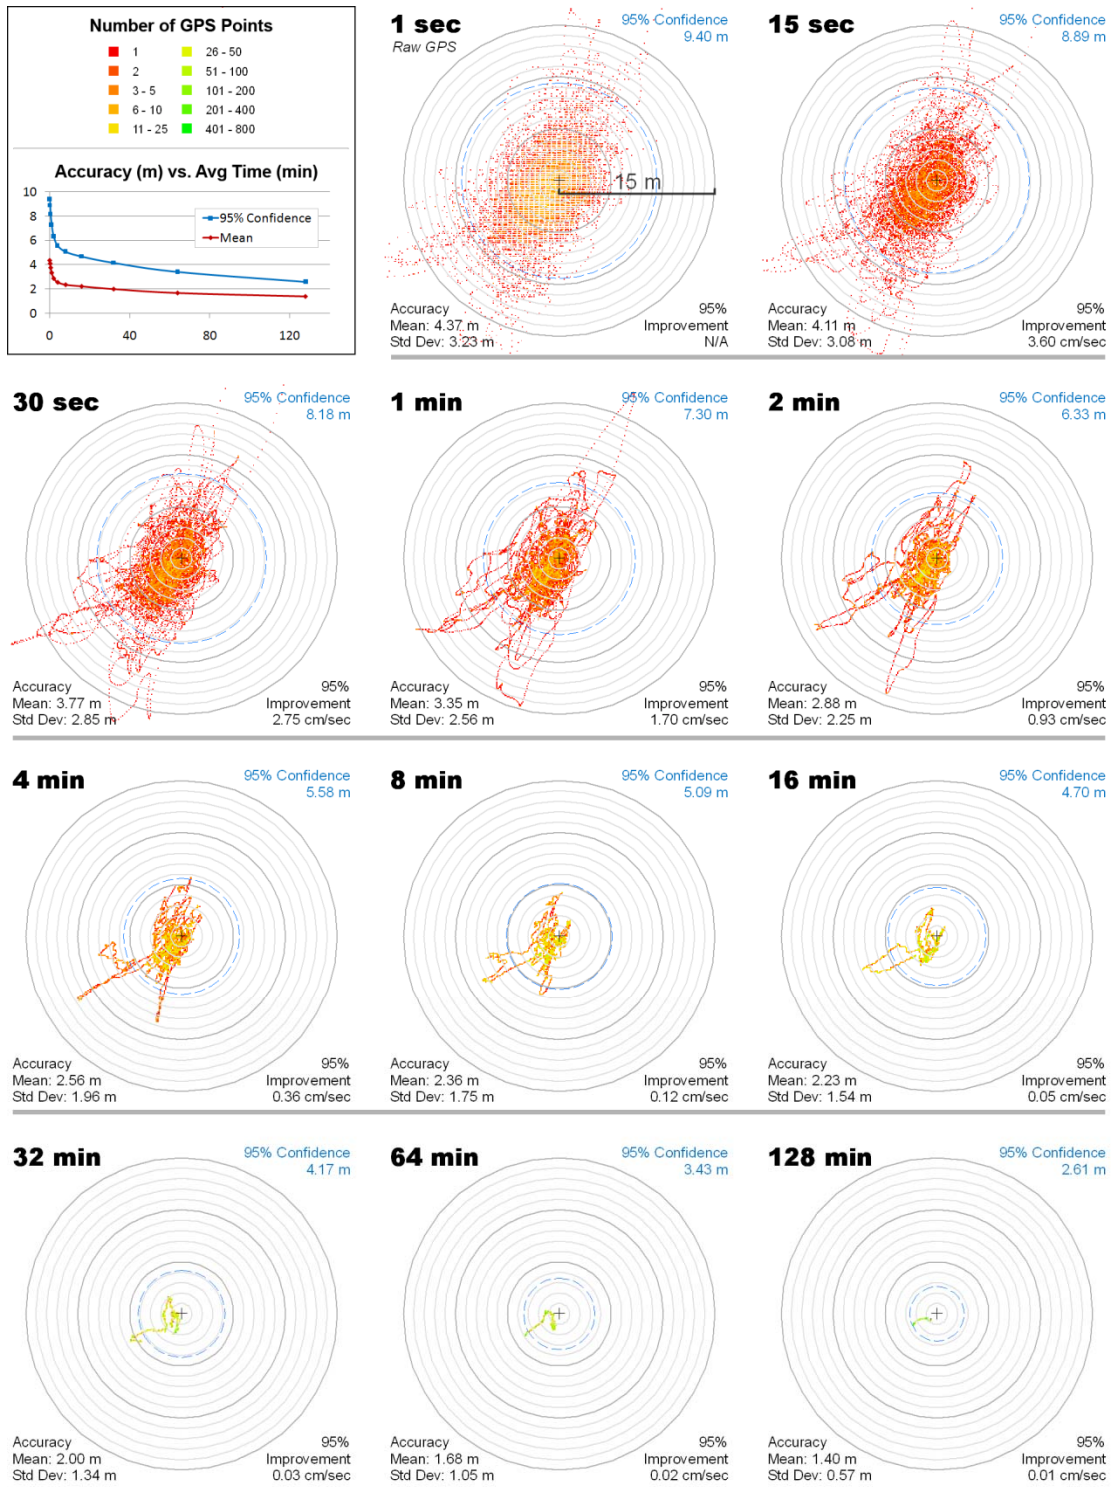 Number of GPS Points
1
26 - 50
2
51 - 100
3 - 5
101 - 200
6 - 10
201 - 400
11 - 25
401 - 800
Accuracy (m) vs. Avg Time (min)
10
8
6
4
2
0
95% Confidence
Mean
0
40
80
120
1 sec
Raw GPS
95% Confidence
9.40 m
15 m
Accuracy
Mean: 4.37 m
Std Dev: 3.23 m
95%
Improvement
N/A
15 sec
95% Confidence
8.89 m
Accuracy
Mean: 4.11 m
Std Dev: 3.08 m
95%
Improvement
3.60 cm/sec
30 sec
95% Confidence
8.18 m
Accuracy
Mean: 3.77 m
Std Dev: 2.85 m
95%
Improvement
2.75 cm/sec
1 min
95% Confidence
7.30 m
Accuracy
Mean: 3.35 m
Std Dev: 2.56 m
95%
Improvement
1.70 cm/sec
2 min
95% Confidence
6.33 m
Accuracy
Mean: 2.88 m
Std Dev: 2.25 m
95%
Improvement
0.93 cm/sec
4 min
95% Confidence
5.58 m
Accuracy
Mean: 2.56 m
Std Dev: 1.96 m
95%
Improvement
0.36 cm/sec
8 min
95% Confidence
5.09 m
Accuracy
Mean: 2.36 m
Std Dev: 1.75 m
95%
Improvement
0.12 cm/sec
16 min
95% Confidence
4.70 m
Accuracy
Mean: 2.23 m
Std Dev: 1.54 m
95%
Improvement
0.05 cm/sec
32 min
95% Confidence
4.17 m
Accuracy
Mean: 2.00 m
Std Dev: 1.34 m
95%
Improvement
0.03 cm/sec
64 min
95% Confidence
3.43 m
Accuracy
Mean: 1.68 m
Std Dev: 1.05 m
95%
Improvement
0.02 cm/sec
128 min
95% Confidence
2.61 m
Accuracy
Mean: 1.40 m
Std Dev: 0.57 m
95%
Improvement
0.01 cm/sec